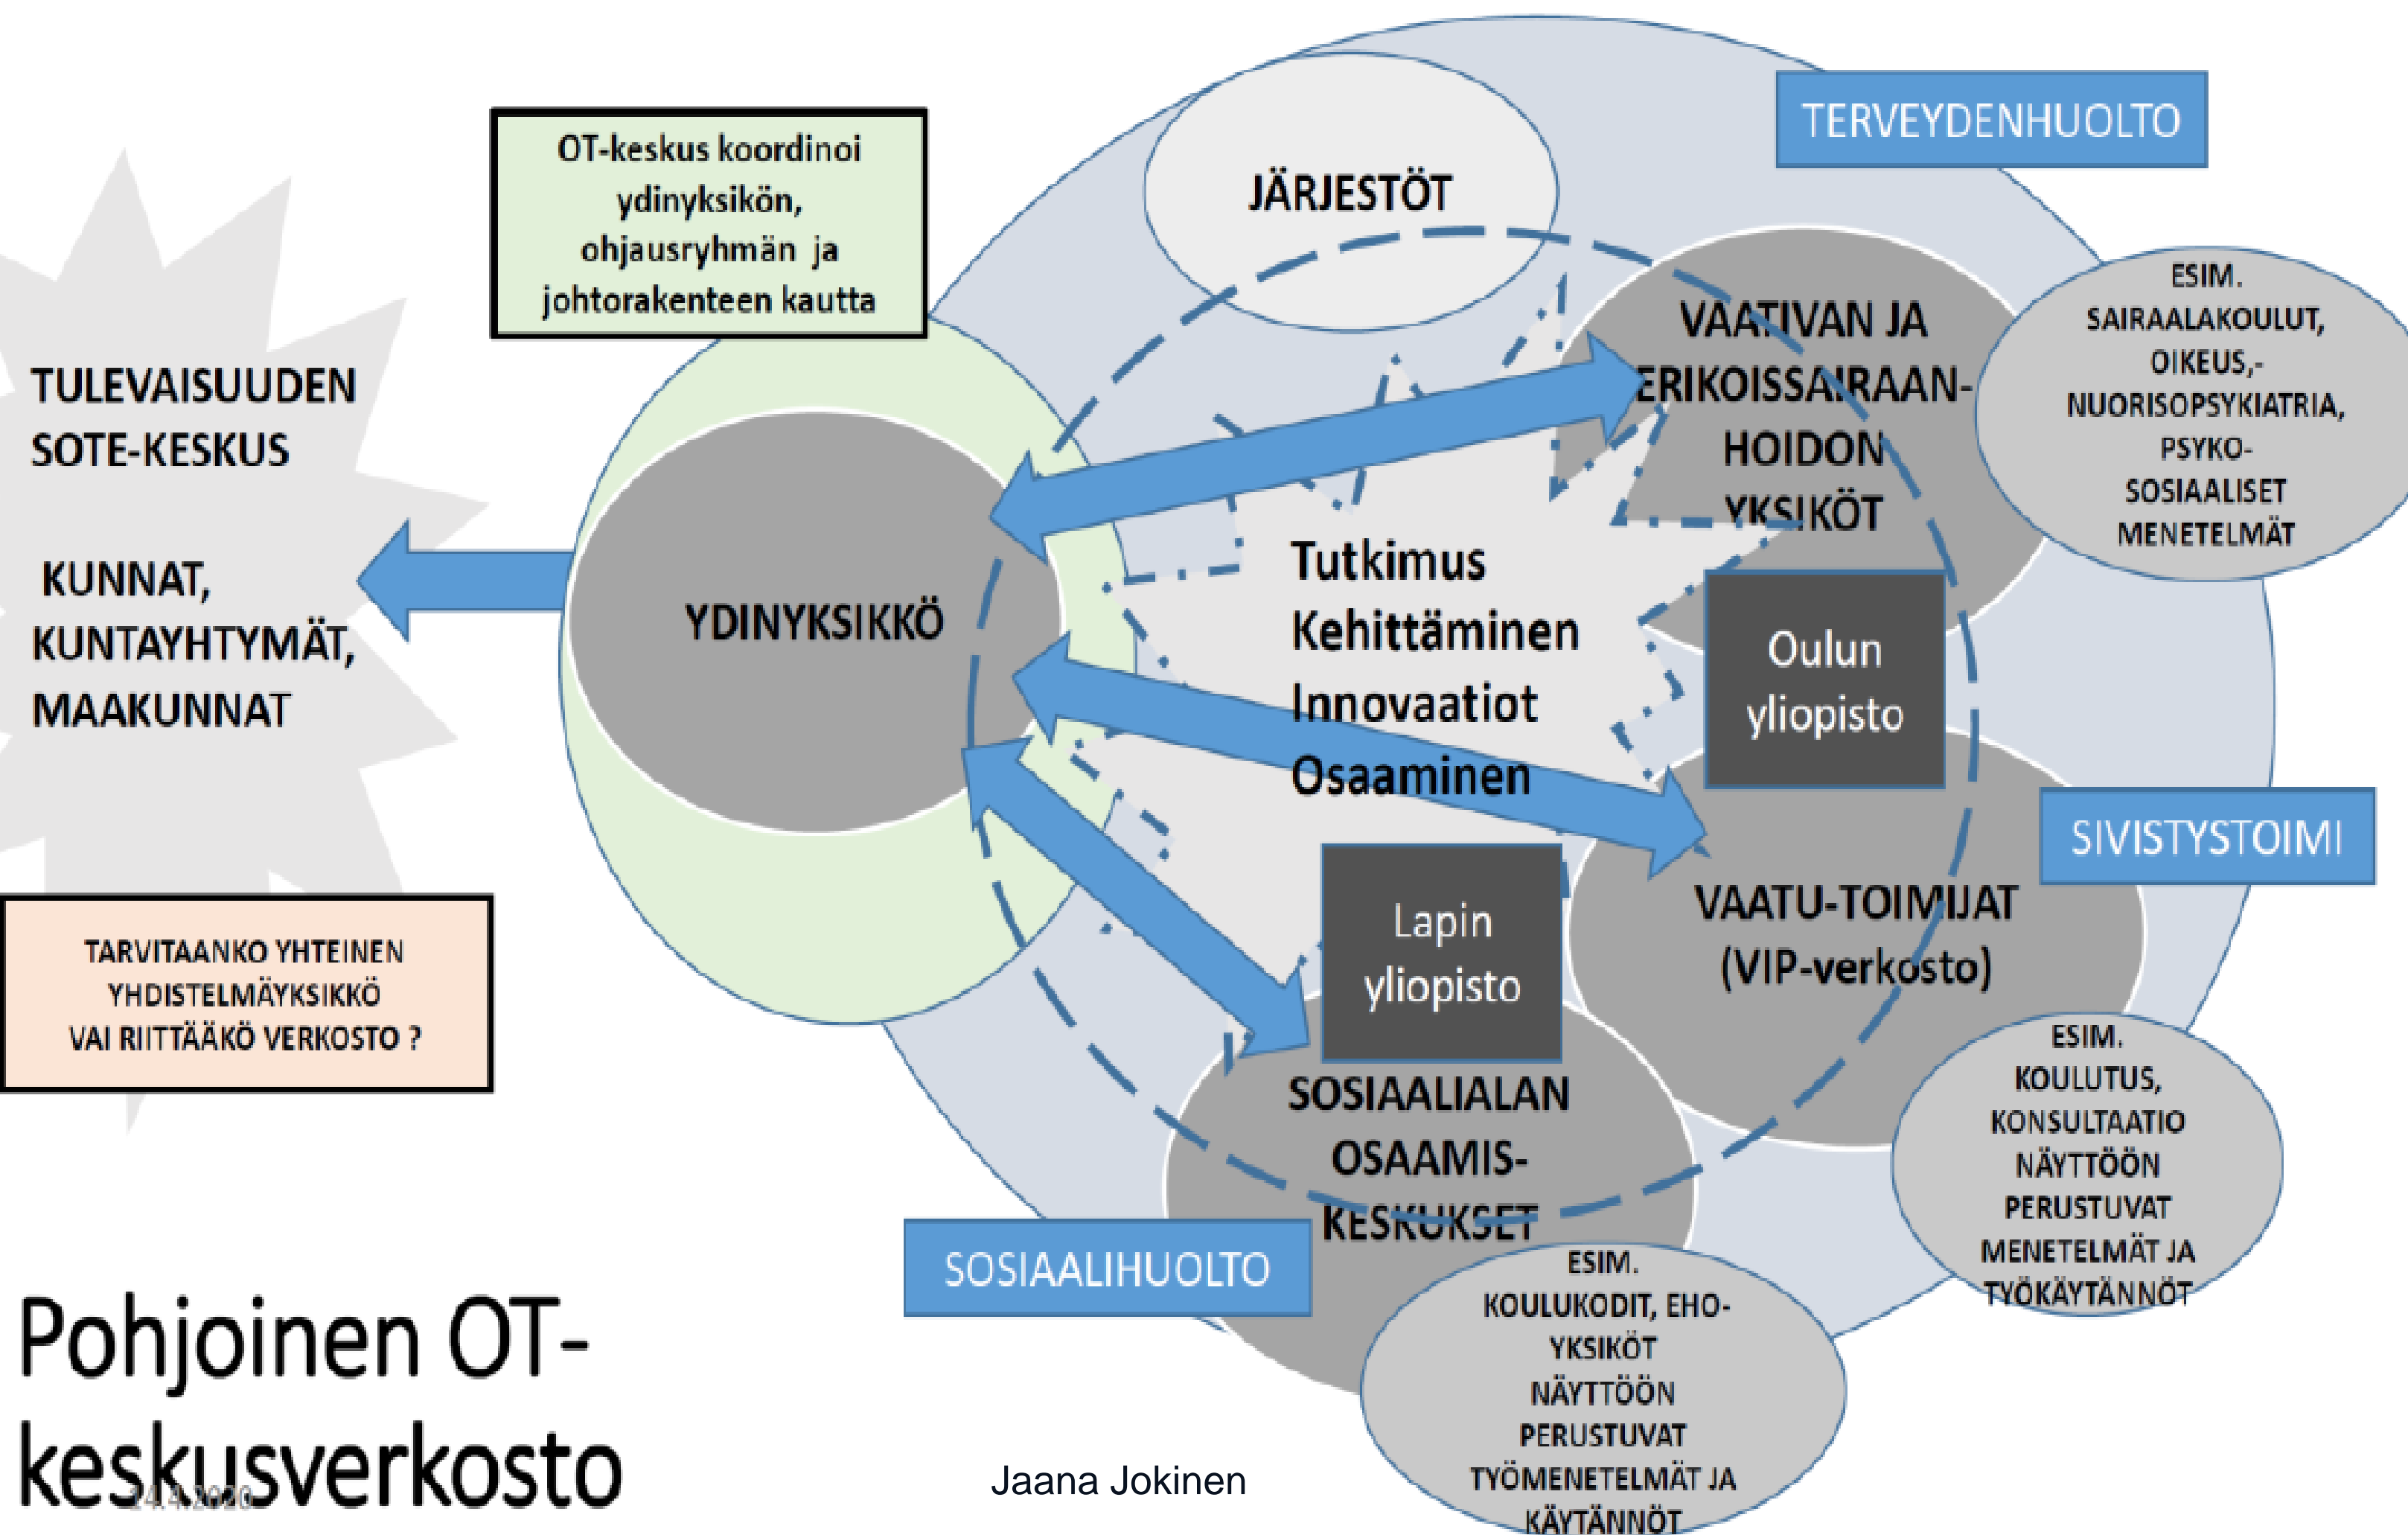 OT-keskus koordinoi
ydinyksikön,
ohjausryhmän ja
johtorakenteen kautta
JÄRJESTÖT
TERVEYDENHUOLTO
TULEVAISUUDEN
SOTE-KESKUS
KUNNAT,
KUNTAYHTYMÄT,
MAAKUNNAT
YDINYKSIKKÖ
Tutkimus
Kehittäminen
Innovaatiot
Osaaminen
VAATIVAN JA
ERIKOISSAIRAAN-
HOIDON
YKSIKÖT
ESIM.
SAIRAALAKOULUT,
OIKEUS,-
NUORISOPSYKIATRIA,
PSYKO-
SOSIAALISET
MENETELMÄT
Oulun
yliopisto
SIVISTYSTOIMI
VAATU-TOIMIJAT
(VIP-verkosto)
Lapin
yliopisto
TARVITAANKO YHTEINEN
YHDISTELMÄYKSIKKÖ
VAI RIITTÄÄKÖ VERKOSTO ?
SOSIAALIALAN
OSAAMIS-
KESKUKSET
ESIM.
KOULUTUS,
KONSULTAATIO
NÄYTTÖÖN
PERUSTUVAT
MENETELMÄT JA
TYÖKÄYTÄNNÖT
SOSIAALIHUOLTO
ESIM.
KOULUKODIT, EHO-
YKSIKÖT
NÄYTTÖÖN
PERUSTUVAT
TYÖMENETELMÄT JA
KÄYTÄNNÖT
Pohjoinen OT-
keskusverkosto
14.4.2020
Jaana Jokinen